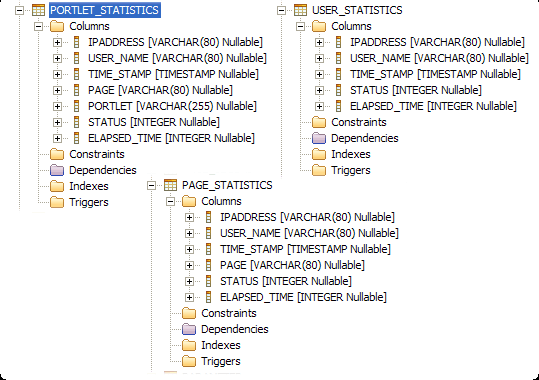 PORTLET_STATISTICS
Columns
IPADDRESS [VARCHAR(80) Nullable]
USER_NAME [VARCHAR(80) Nullable]
TIME_STAMP [TIMESTAMP Nullable]
PAGE [VARCHAR(80) Nullable]
PORTLET [VARCHAR(255) Nullable]
STATUS [INTEGER Nullable]
ELAPSED_TIME [INTEGER Nullable]
Constraints
Dependencies
Indexes
Triggers
USER_STATISTICS
Columns
IPADDRESS [VARCHAR(80) Nullable]
USER_NAME [VARCHAR(80) Nullable]
TIME_STAMP [TIMESTAMP Nullable]
STATUS [INTEGER Nullable]
ELAPSED_TIME [INTEGER Nullable]
Constraints
Dependencies
Indexes
Triggers
PAGE_STATISTICS
Columns
IPADDRESS [VARCHAR(80) Nullable]
USER_NAME [VARCHAR(80) Nullable]
TIME_STAMP [TIMESTAMP Nullable]
PAGE [VARCHAR(80) Nullable]
STATUS [INTEGER Nullable]
ELAPSED_TIME [INTEGER Nullable]
Constraints
Dependencies
Indexes
Triggers